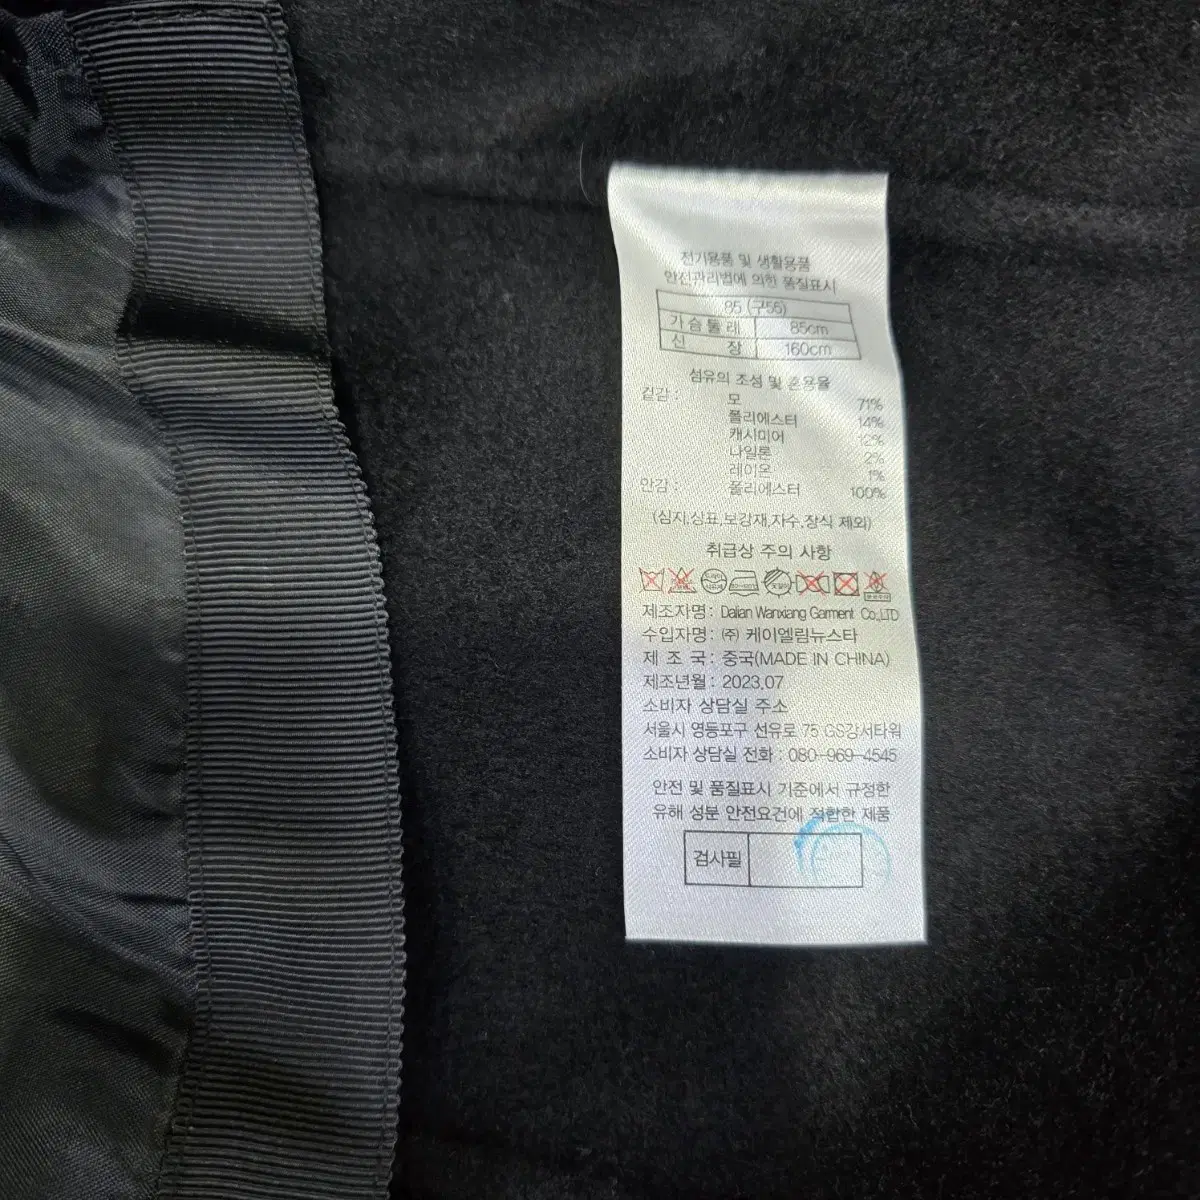 전기용품 및 생활용품
안전관리법에 의한 품질표시
85 (구55)
가슴둘레 85cm
신 장 160cm
섬유의 조성 및 혼용율
겉감 : 모 71%
폴리에스터 14%
캐시미어 12%
나일론 2%
레이온 1%
안감 : 폴리에스터 100%
(심지,상표,보강재,자수,장식 제외)
취급상 주의 사항
제조자명: Dalian Wanxiang Garment Co.,LTD
수입자명: (주) 케이엘림뉴스타
제 조 국: 중국(MADE IN CHINA)
제조년월: 2023.07
소비자 상담실 주소
서울시 영등포구 선유로 75 GS강서타워
소비자 상담실 전화 : 080-969-4545
안전 및 품질표시 기준에서 규정한
유해 성분 안전요건에 적합한 제품
검사필